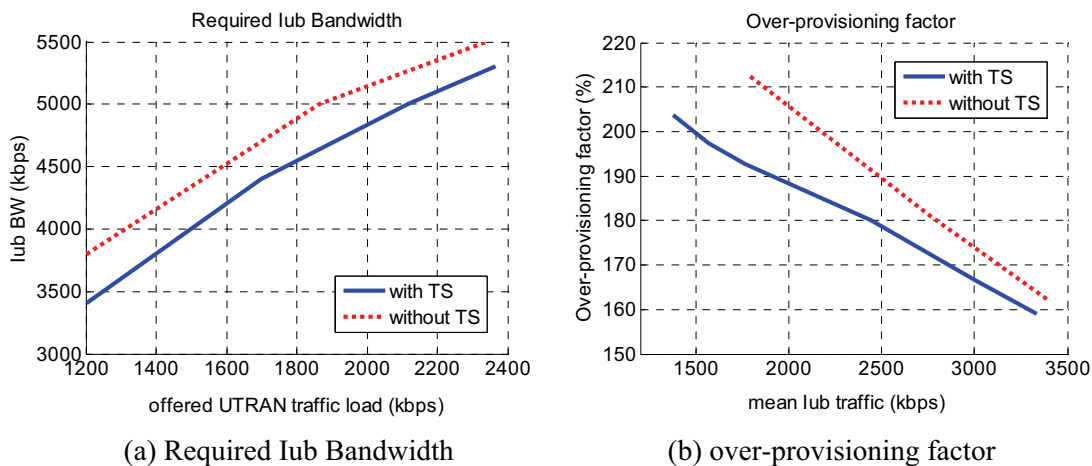 Required Iub Bandwidth
Iub BW (kbps)
5500
5000
4500
4000
3500
3000
with TS
without TS
1200 1400 1600 1800 2000 2200 2400
offered UTRAN traffic load (kbps)
(a) Required Iub Bandwidth
Over-provisioning factor
Over-provisioning factor (%)
220
210
200
190
180
170
160
150
with TS
without TS
1500 2000 2500 3000 3500
mean Iub traffic (kbps)
(b) over-provisioning factor